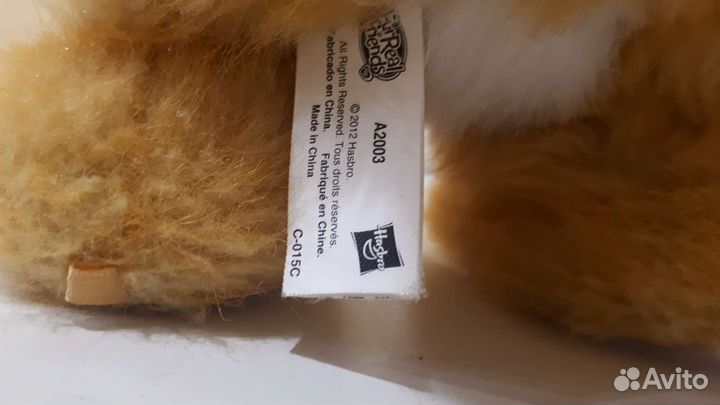 FurReal
Friends
A2003
© 2012 Hasbro.
All Rights Reserved. Tous droits réservés.
Fabricado en China. Fabriqué en Chine.
Made in China
C-015C
Hasbro
Avito